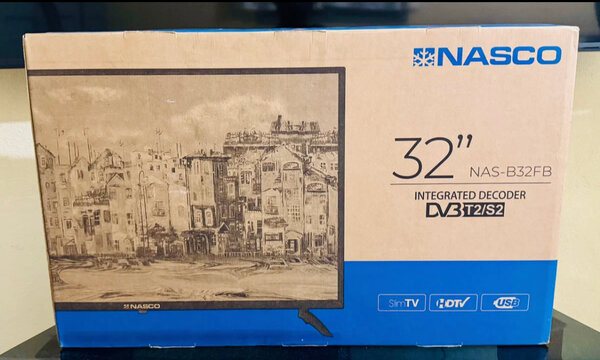 NASCO
32” NAS-B32FB
INTEGRATED DECODER
DVB T2/S2
NASCO
SlimTV HDTV USB